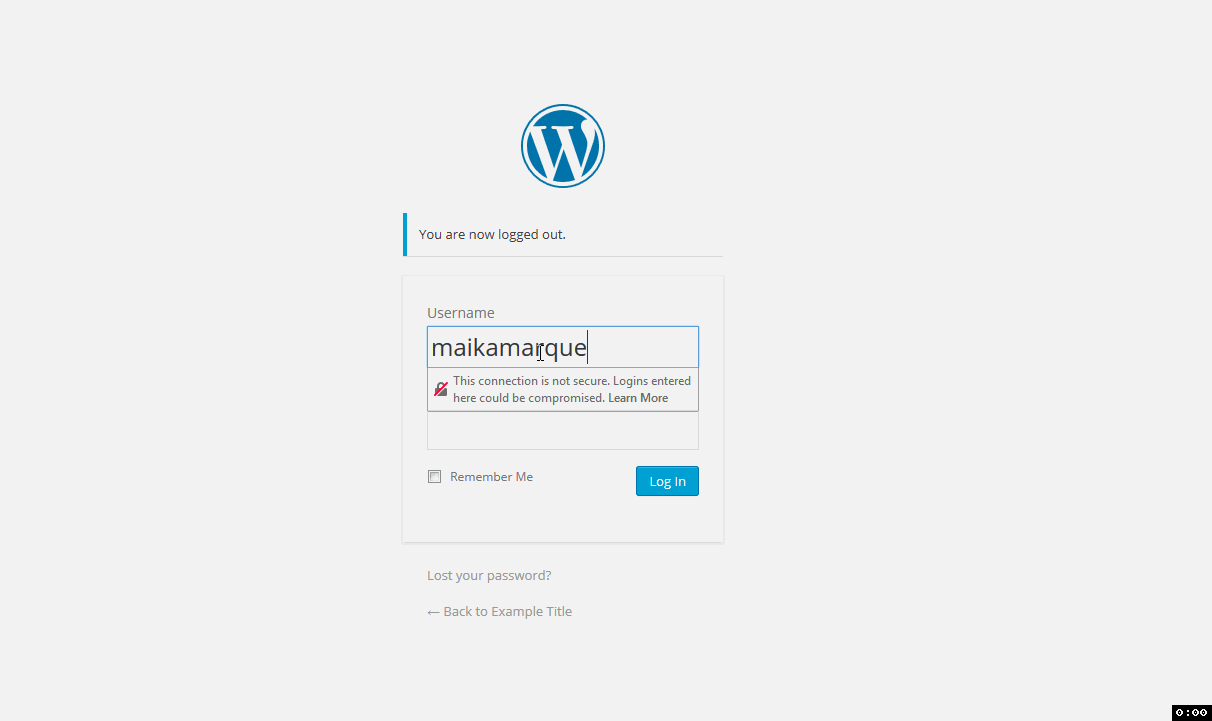 You are now logged out.
Username
maikamarque
This connection is not secure. Logins entered
here could be compromised. Learn More
Remember Me
Log In
Lost your password?
← Back to Example Title
0:00